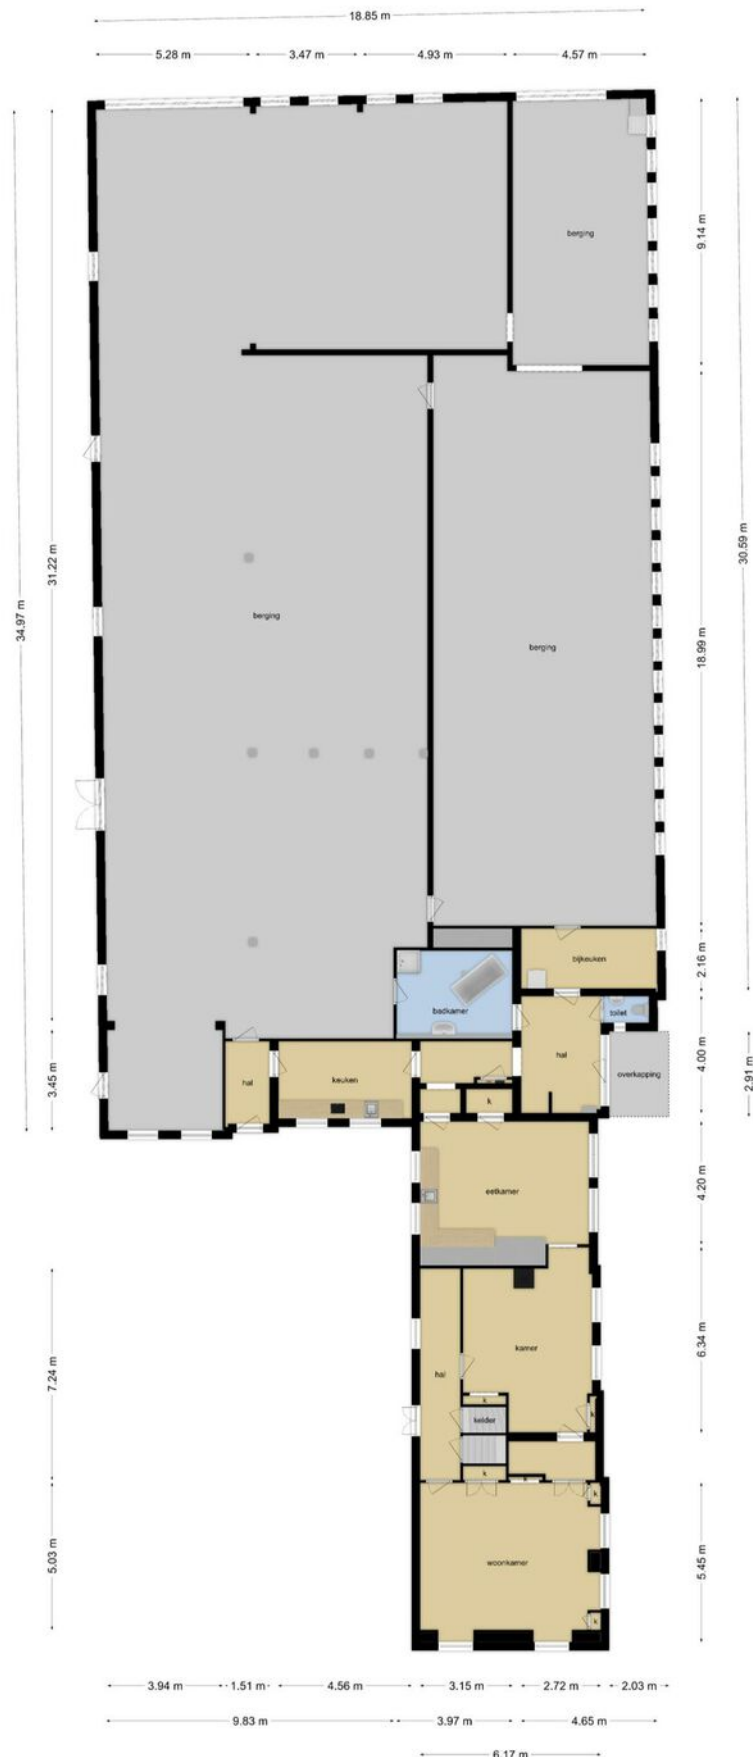 18.85 m
5.28 m
3.47 m
4.93 m
4.57 m
berging
9.14 m
31.22 m
34.97 m
30.59 m
berging
berging
18.99 m
bijkeuken
2.16 m
badkamer
toilet
hal
overkapping
4.00 m
2.91 m
3.45 m
hal
keuken
k
eetkamer
4.20 m
kamer
6.34 m
7.24 m
hal
k
kelder
k
k
k
5.03 m
woonkamer
5.45 m
k
3.94 m
1.51 m
4.56 m
3.15 m
2.72 m
2.03 m
9.83 m
3.97 m
4.65 m
6.17 m